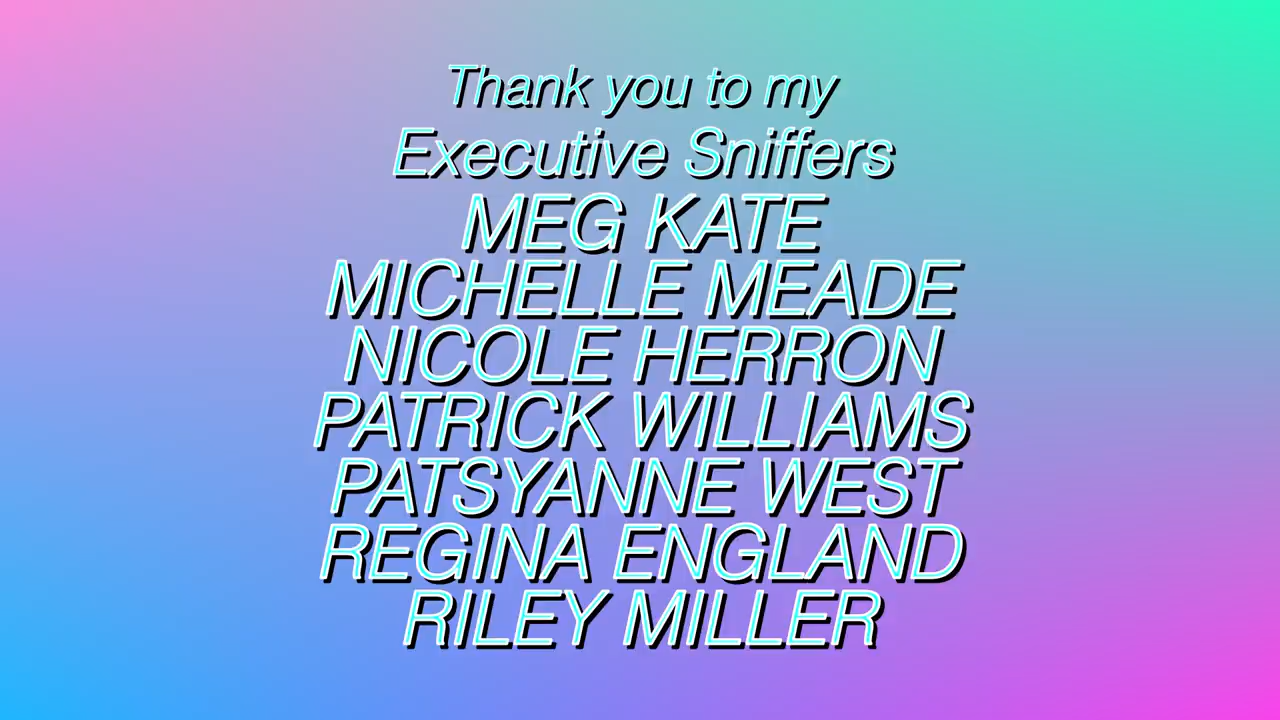 Thank you to my
Executive Sniffers
MEG KATE
MICHELLE MEADE
NICOLE HERRON
PATRICK WILLIAMS
PATSYANNE WEST
REGINA ENGLAND
RILEY MILLER